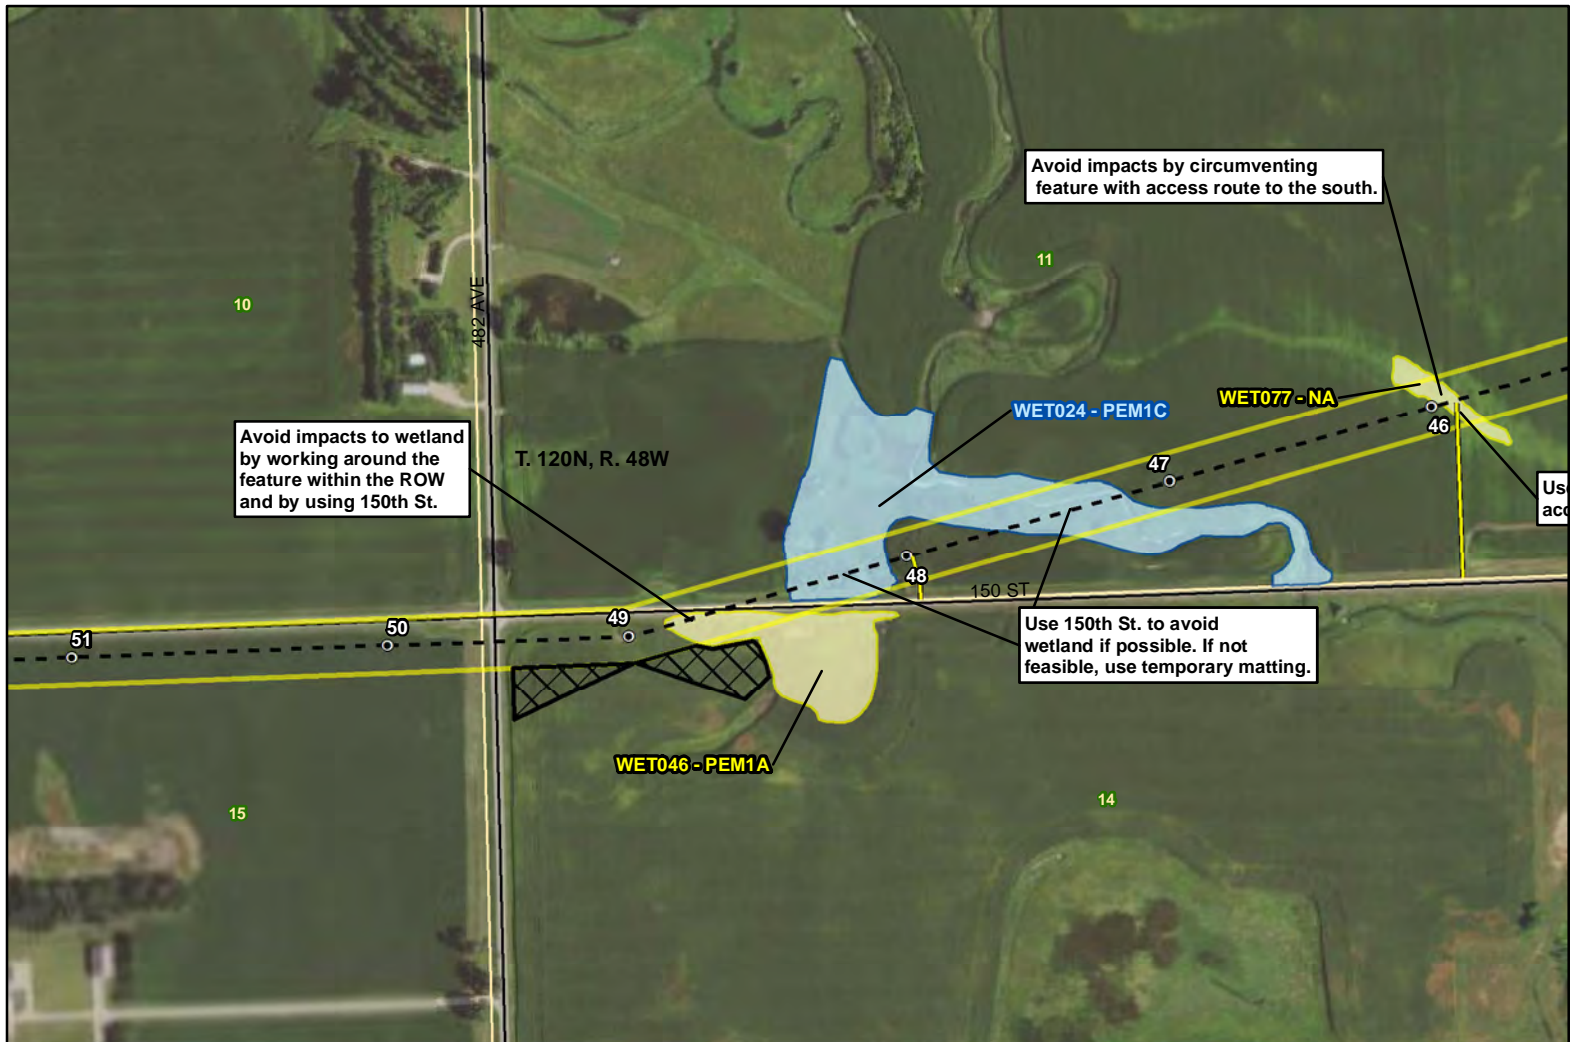 Avoid impacts by circumventing
feature with access route to the south.
11
10
482 AVE
WET077 - NA
WET024 - PEM1C
46
Avoid impacts to wetland
by working around the
feature within the ROW
and by using 150th St.
T. 120N, R. 48W
47
48
150 ST
49
50
51
Use 150th St. to avoid
wetland if possible. If not
feasible, use temporary matting.
WET046 - PEM1A
14
15